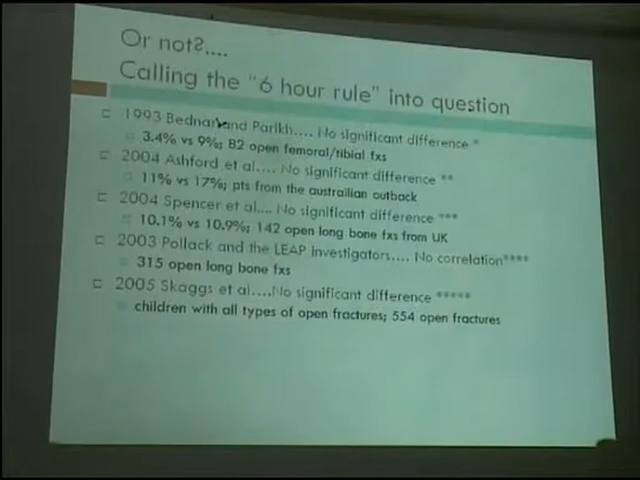 Or not?....
Calling the "6 hour rule" into question
1993 Bednar and Parikh.... No significant difference *
3.4% vs 9%; 82 open femoral/tibial fxs
2004 Ashford et al.... No significant difference **
11% vs 17%; pts from the austrailian outback
2004 Spencer et al.... No significant difference ***
10.1% vs 10.9%; 142 open long bone fxs from UK
2003 Pollack and the LEAP Investigators.... No correlation****
315 open long bone fxs
2005 Skaggs et al....No significant difference *****
children with all types of open fractures; 554 open fractures